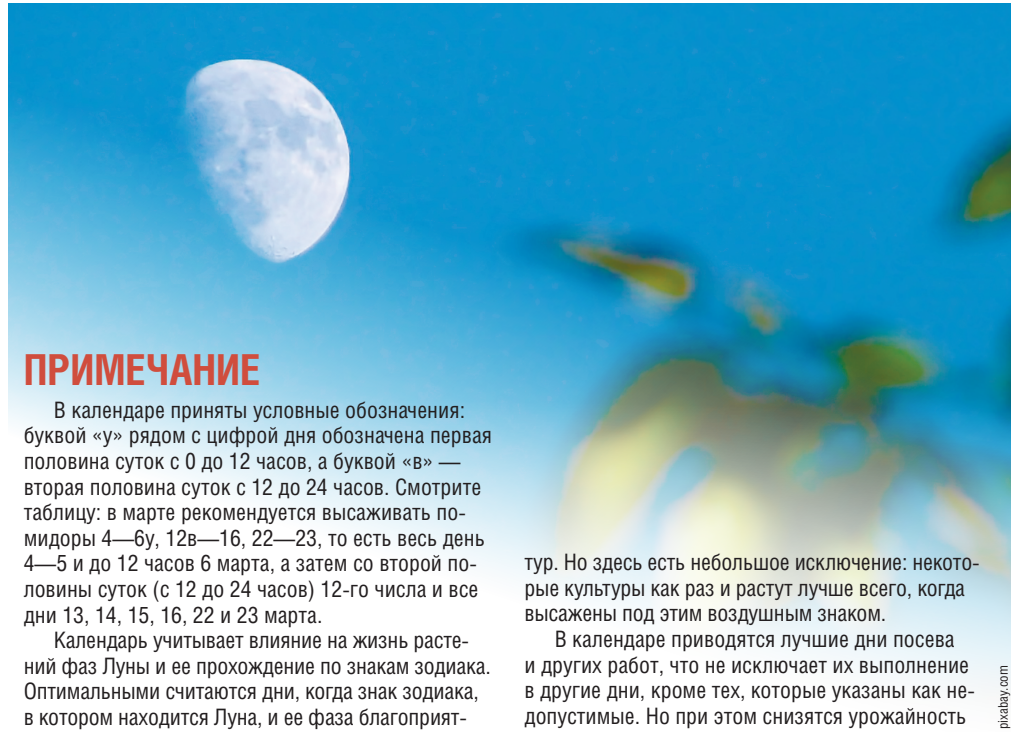 ПРИМЕЧАНИЕ
В календаре приняты условные обозначения:
буквой «у» рядом с цифрой дня обозначена первая
половина суток с 0 до 12 часов, а буквой «в» —
вторая половина суток с 12 до 24 часов. Смотрите
таблицу: в марте рекомендуется высаживать по-
мидоры 4—6у, 12в—16, 22—23, то есть весь день
4—5 и до 12 часов 6 марта, а затем со второй по-
ловины суток (с 12 до 24 часов) 12-го числа и все
дни 13, 14, 15, 16, 22 и 23 марта.
Календарь учитывает влияние на жизнь расте-
ний фаз Луны и ее прохождение по знакам зодиака.
Оптимальными считаются дни, когда знак зодиака,
в котором находится Луна, и ее фаза благоприят-
тур. Но здесь есть небольшое исключение: некото-
рые культуры как раз и растут лучше всего, когда
высажены под этим воздушным знаком.
В календаре приводятся лучшие дни посева
и других работ, что не исключает их выполнение
в другие дни, кроме тех, которые указаны как не-
допустимые. Но при этом снизятся урожайность
pixabay.com